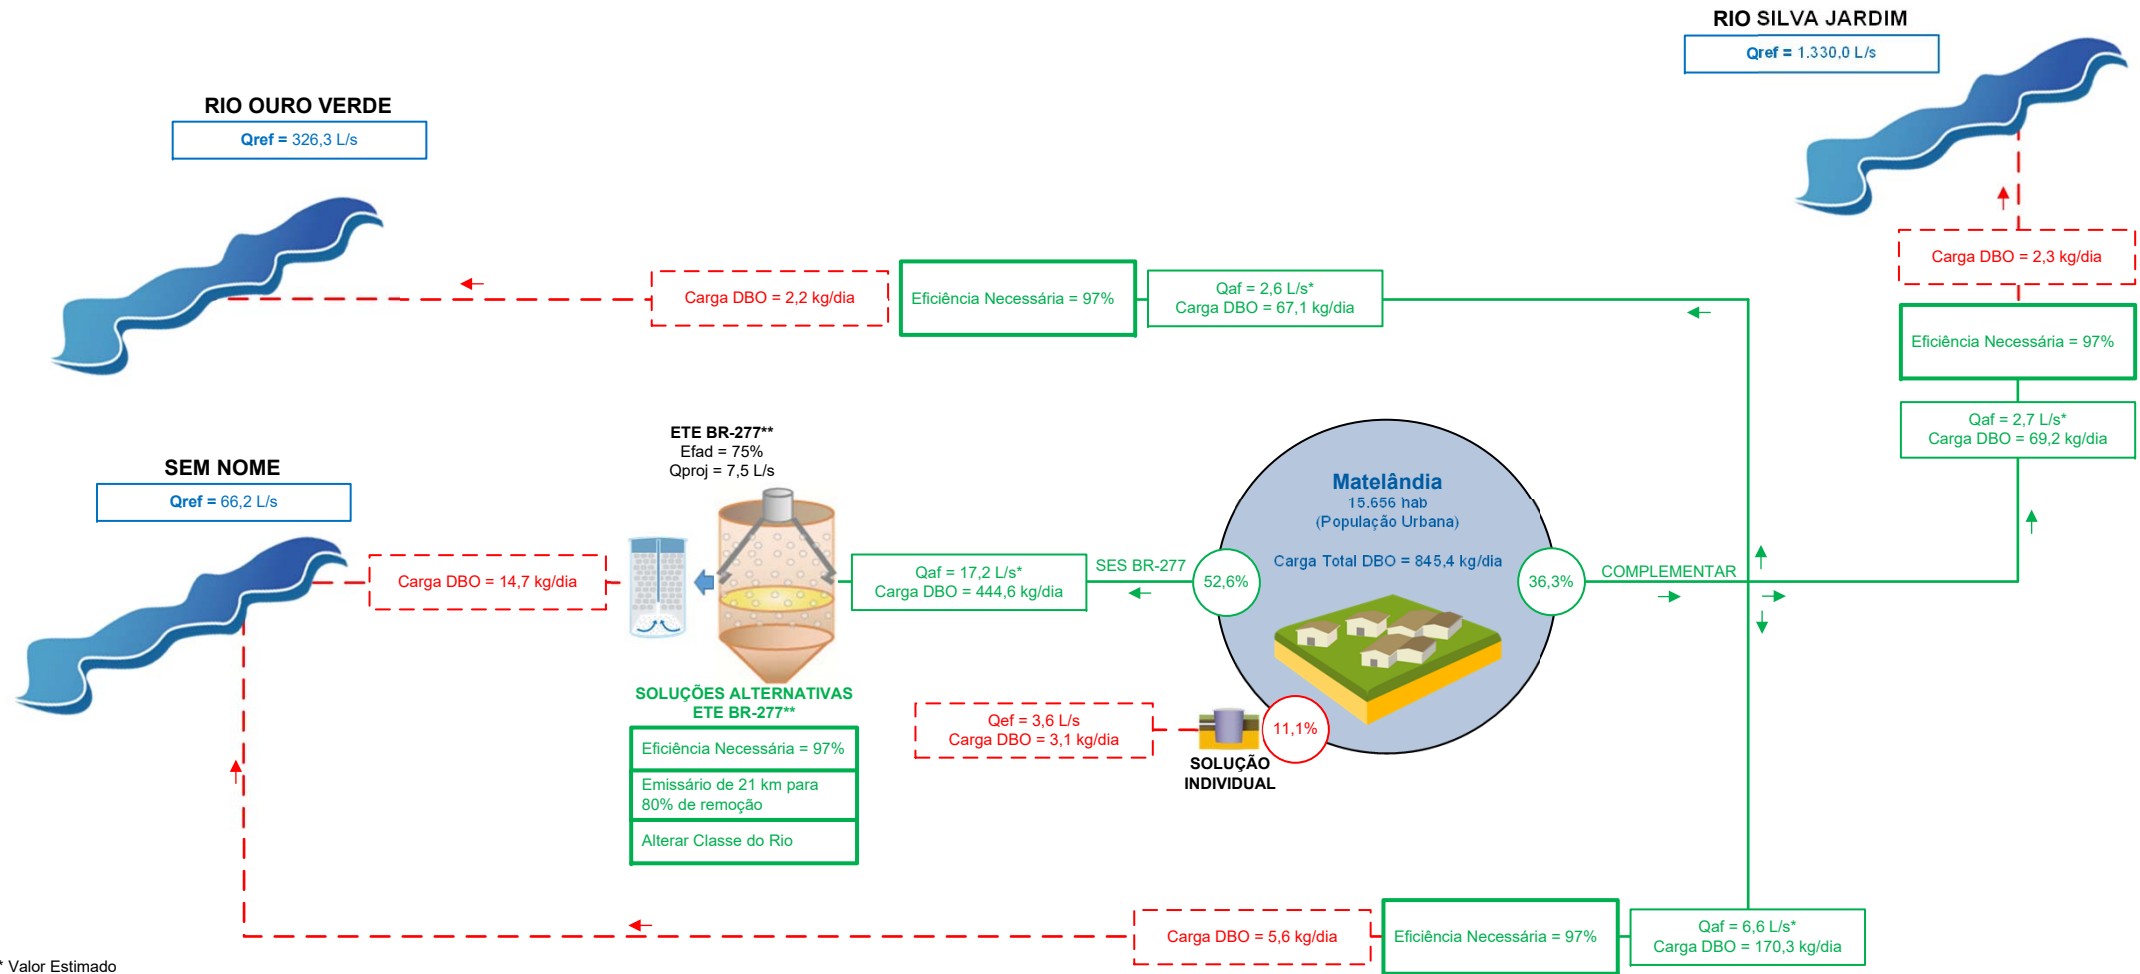 RIO SILVA JARDIM
Qref = 1.330,0 L/s
RIO OURO VERDE
Qref = 326,3 L/s
Carga DBO = 2,3 kg/dia
Carga DBO = 2,2 kg/dia
Eficiência Necessária = 97%
Qaf = 2,6 L/s*
Carga DBO = 67,1 kg/dia
Eficiência Necessária = 97%
Qaf = 2,7 L/s*
Carga DBO = 69,2 kg/dia
ETE BR-277**
Efad = 75%
Qproj = 7,5 L/s
SEM NOME
Qref = 66,2 L/s
Matelândia
15.656 hab
(População Urbana)
Carga Total DBO = 845,4 kg/dia
Carga DBO = 14,7 kg/dia
Qaf = 17,2 L/s*
Carga DBO = 444,6 kg/dia
SES BR-277
52,6%
36,3%
COMPLEMENTAR
SOLUÇÕES ALTERNATIVAS
ETE BR-277**
Eficiência Necessária = 97%
Emissário de 21 km para
80% de remoção
Alterar Classe do Rio
Qef = 3,6 L/s
Carga DBO = 3,1 kg/dia
11,1%
SOLUÇÃO
INDIVIDUAL
Carga DBO = 5,6 kg/dia
Eficiência Necessária = 97%
Qaf = 6,6 L/s*
Carga DBO = 170,3 kg/dia
* Valor Estimado